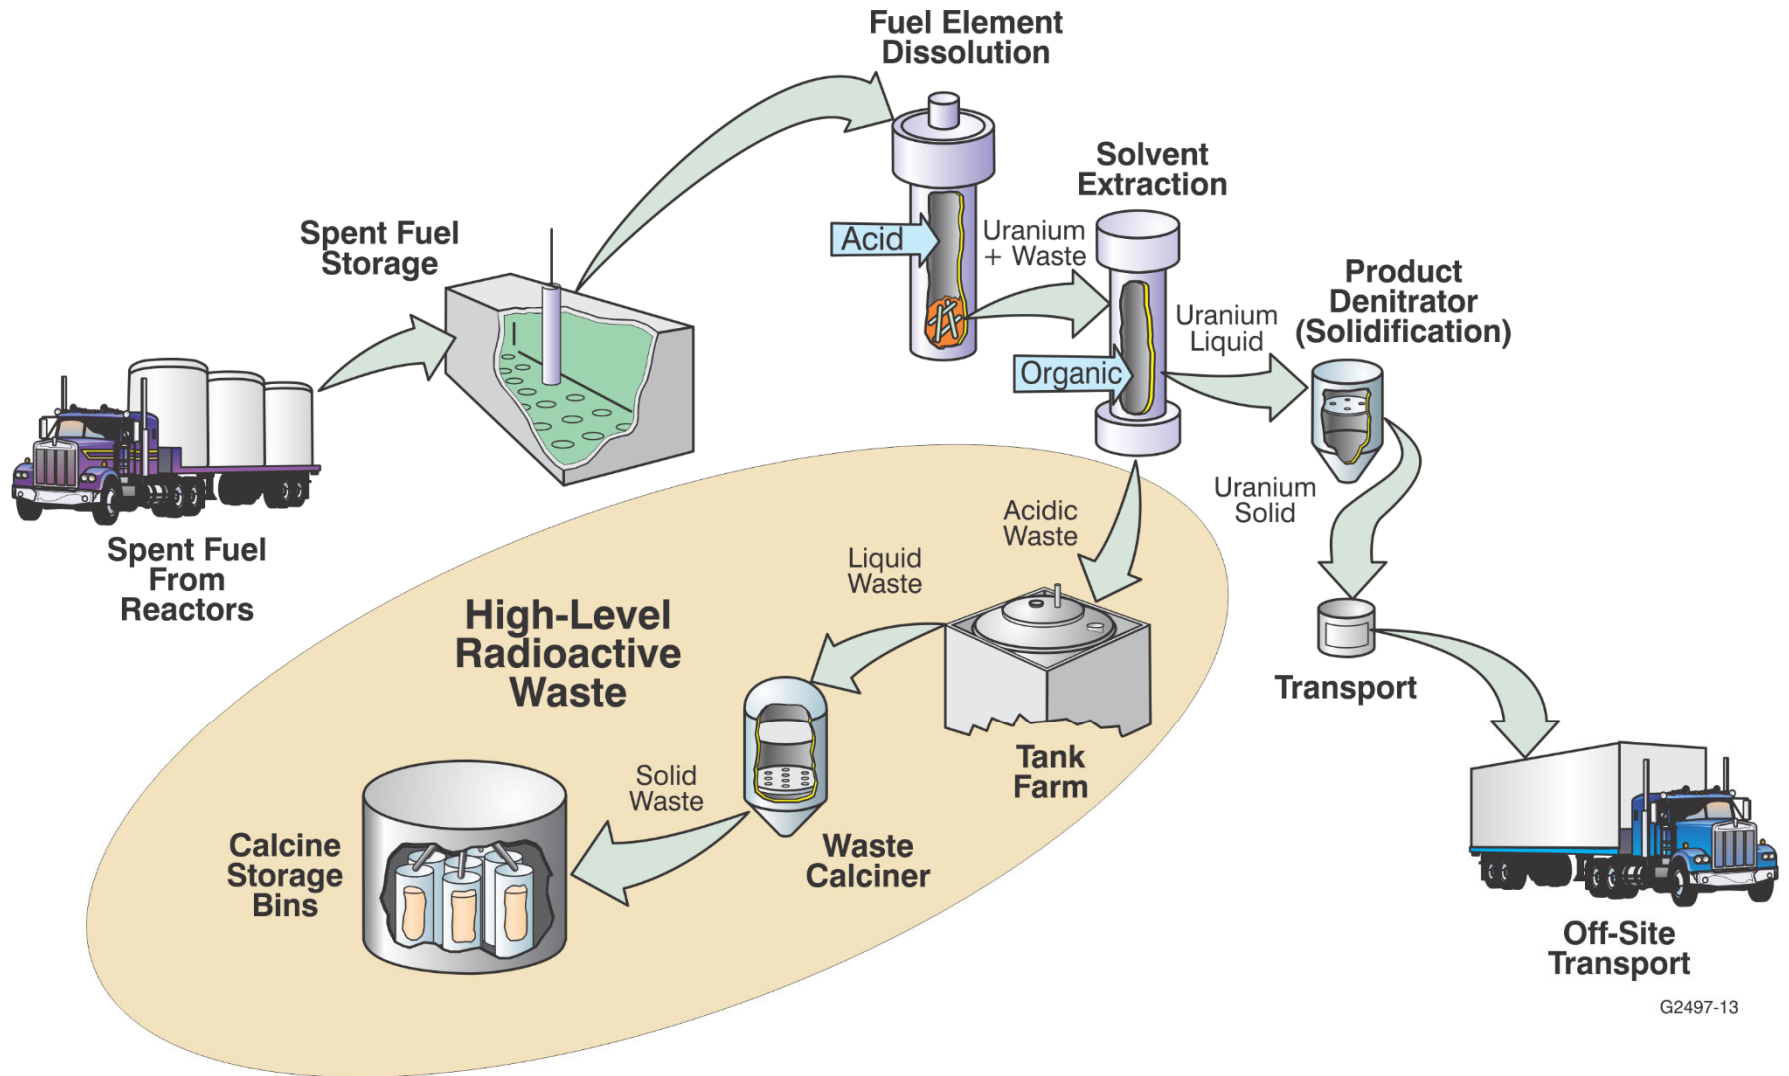 Fuel Element
Dissolution
Solvent
Extraction
Spent Fuel
Storage
Acid
Uranium
+ Waste
Product
Denitrator
(Solidification)
Uranium
Liquid
Organic
Spent Fuel
From
Reactors
Uranium
Solid
Acidic
Waste
Liquid
Waste
High-Level
Radioactive
Waste
Transport
Tank
Farm
Solid
Waste
Waste
Calciner
Calcine
Storage
Bins
Off-Site
Transport
G2497-13